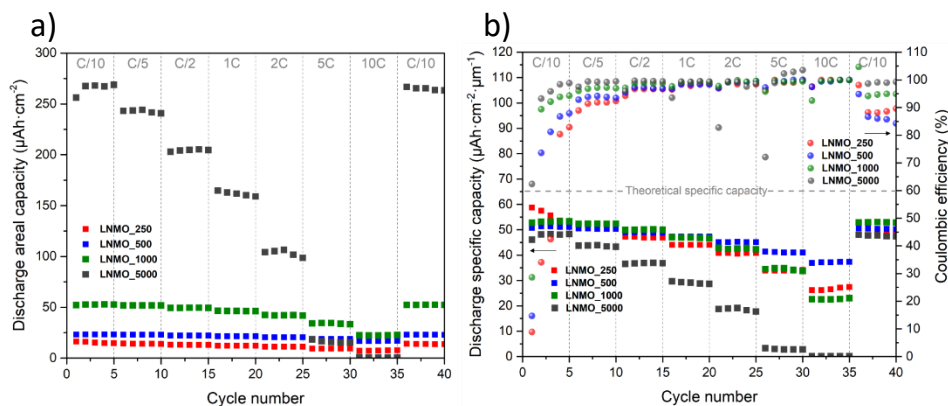 a)
Discharge areal capacity (µAh·cm⁻²)
300
250
200
150
100
50
0
C/10 C/5 C/2 1C 2C 5C 10C C/10
LNMO_250
LNMO_500
LNMO_1000
LNMO_5000
0 5 10 15 20 25 30 35 40
Cycle number
b)
Discharge specific capacity (µAh·cm⁻²·µm⁻¹)
120
110
100
90
80
70
60
50
40
30
20
10
0
C/10 C/5 C/2 1C 2C 5C 10C C/10
LNMO_250
LNMO_500
LNMO_1000
LNMO_5000
Theoretical specific capacity
LNMO_250
LNMO_500
LNMO_1000
LNMO_5000
110
100
90
80
70
60
50
40
30
20
10
0
Coulombic efficiency (%)
0 5 10 15 20 25 30 35 40
Cycle number